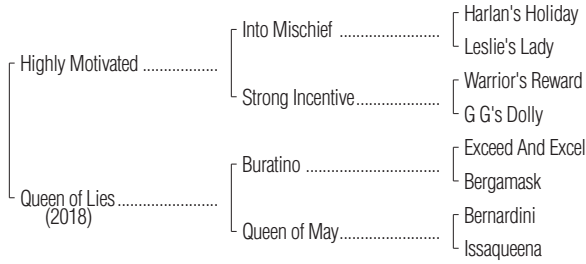 Harlan's Holiday
Into Mischief ......................
Leslie's Lady
Highly Motivated ................
Warrior's Reward
Strong Incentive..................
G G's Dolly
Exceed And Excel
Buratino .............................
Bergamask
Queen of Lies......................
(2018)
Bernardini
Queen of May......................
Issaqueena